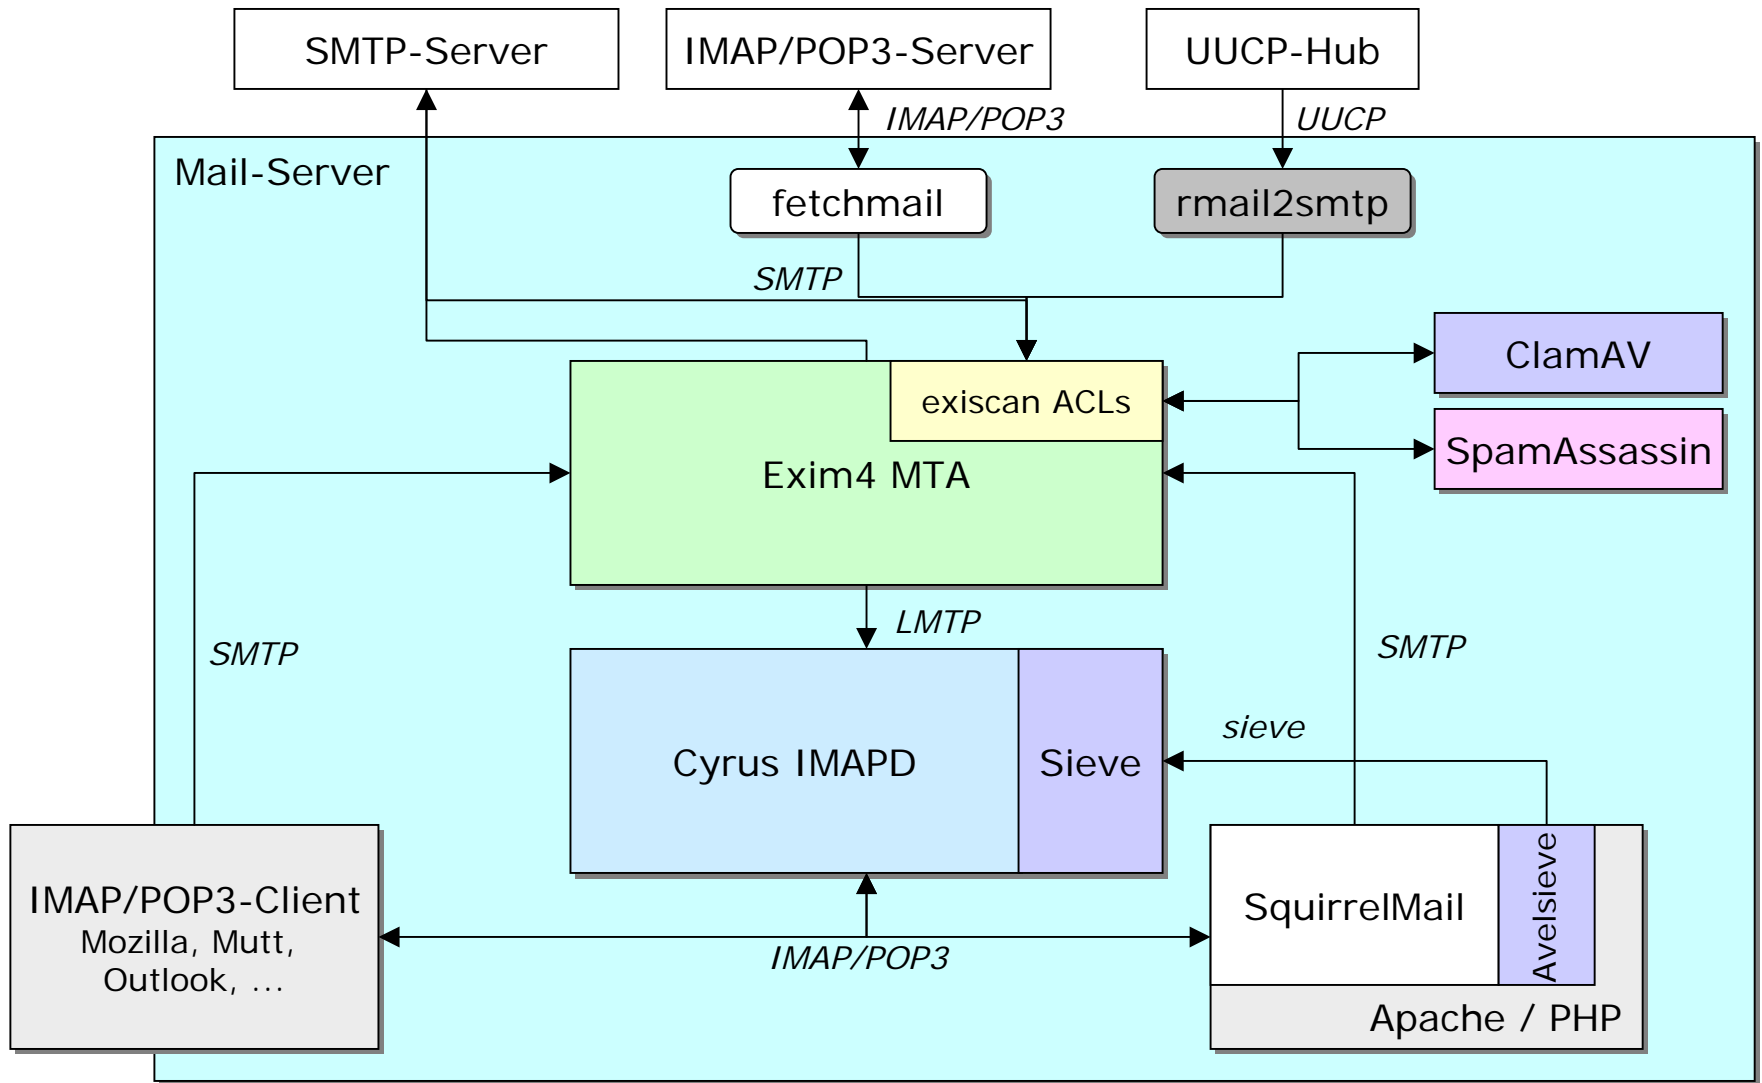 SMTP-Server
IMAP/POP3-Server
UUCP-Hub
IMAP/POP3
UUCP
Mail-Server
fetchmail
rmail2smtp
SMTP
ClamAV
exiscan ACLs
SpamAssassin
Exim4 MTA
LMTP
SMTP
SMTP
sieve
Cyrus IMAPD
Sieve
IMAP/POP3-Client
Mozilla, Mutt,
Outlook, ...
SquirrelMail
Avelsieve
IMAP/POP3
Apache / PHP